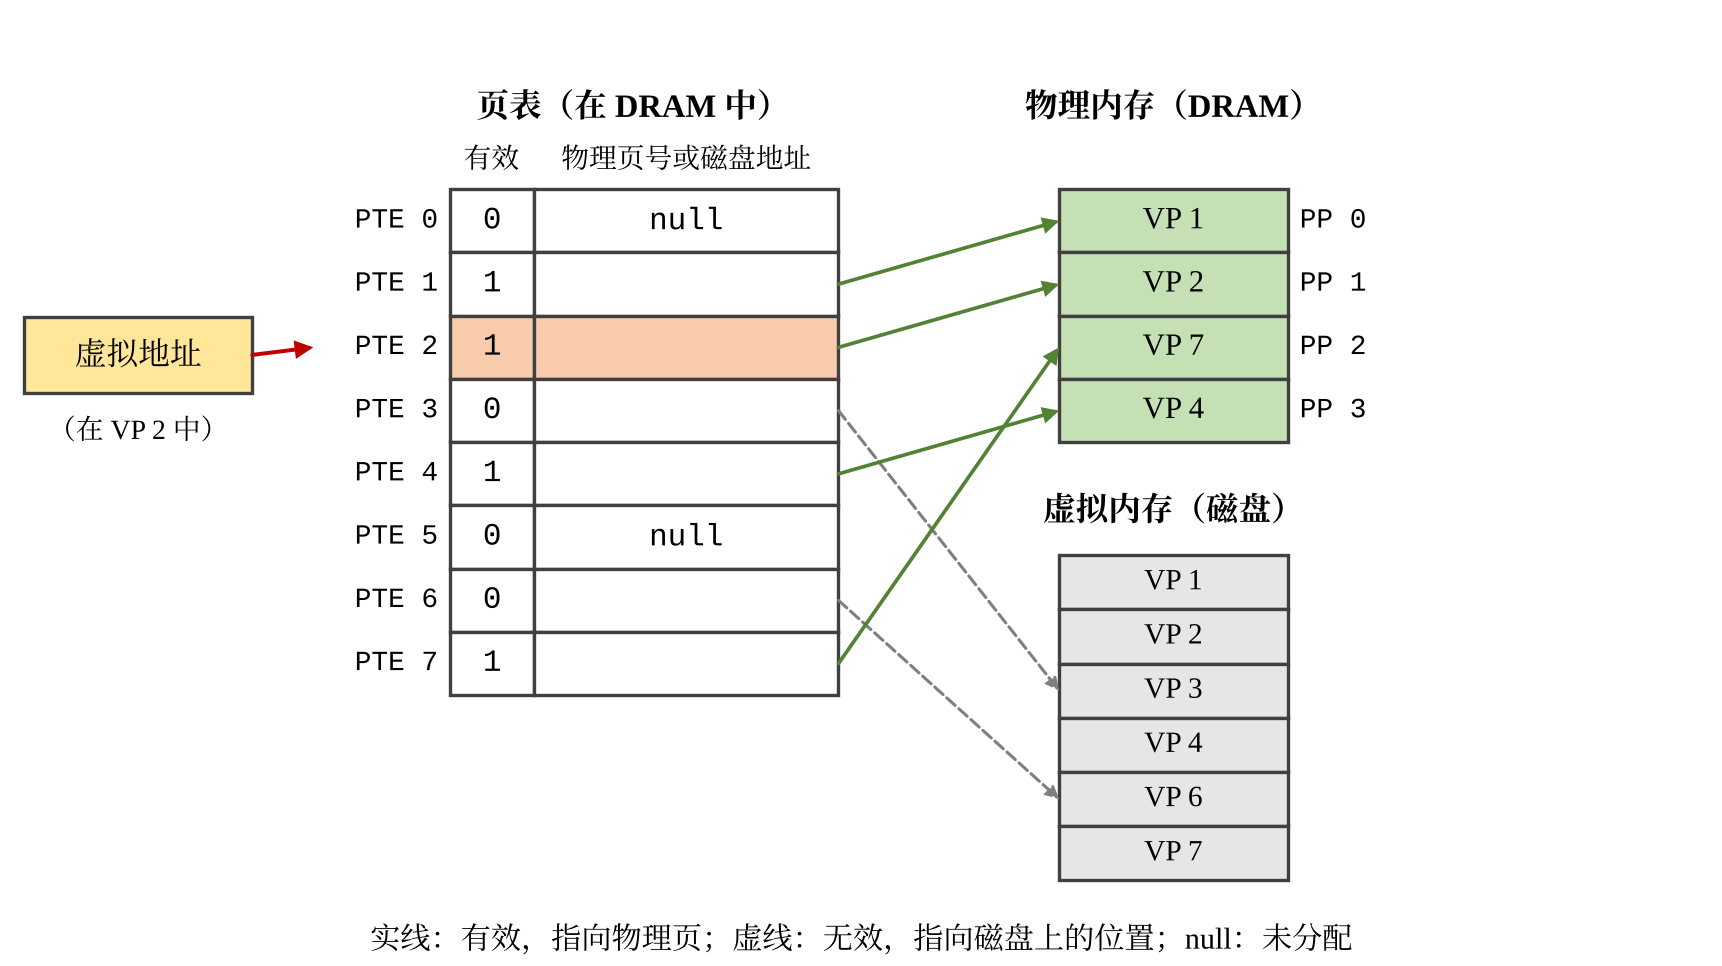 页表（在 DRAM 中）
物理内存（DRAM）
有效
物理页号或磁盘地址
PTE 0
0
null
VP 1
PP 0
PTE 1
1
VP 2
PP 1
虚拟地址
PTE 2
1
VP 7
PP 2
（在 VP 2 中）
PTE 3
0
VP 4
PP 3
PTE 4
1
虚拟内存（磁盘）
PTE 5
0
null
PTE 6
0
PTE 7
1
VP 1
VP 2
VP 3
VP 4
VP 6
VP 7
实线：有效，指向物理页；虚线：无效，指向磁盘上的位置；null：未分配